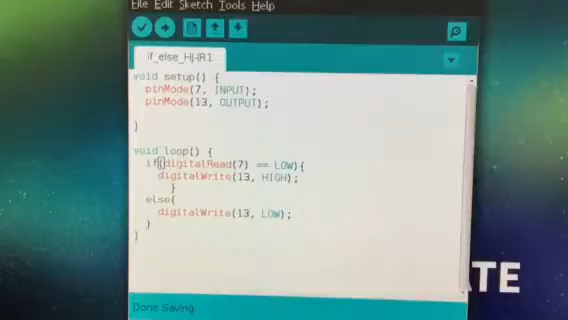 File Edit Sketch Tools Help
if_else_HJ-IR1
void setup() {
pinMode(7, INPUT);
pinMode(13, OUTPUT);
}
void loop() {
if(digitalRead(7) == LOW){
digitalWrite(13, HIGH);
}
else{
digitalWrite(13, LOW);
}
}
ATE
Done Saving